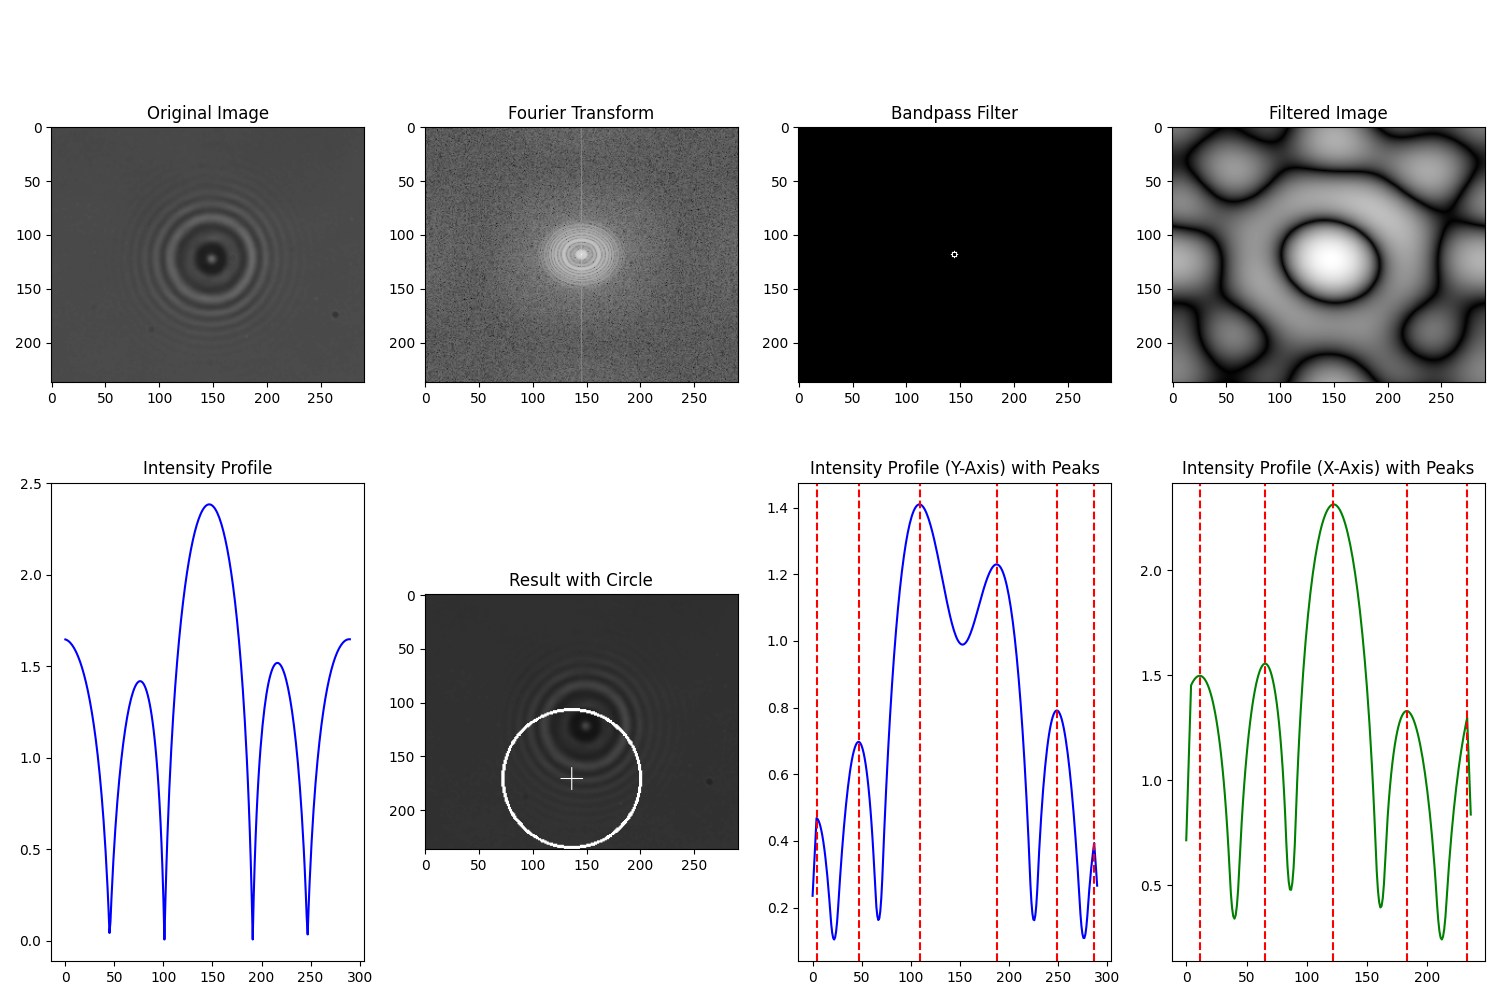 Original Image
Fourier Transform
Bandpass Filter
Filtered Image
0
50
100
150
200
0 50 100 150 200 250
0
50
100
150
200
0 50 100 150 200 250
0
50
100
150
200
0 50 100 150 200 250
0
50
100
150
200
0 50 100 150 200 250
Intensity Profile
2.5
2.0
1.5
1.0
0.5
0.0
0 50 100 150 200 250 300
Result with Circle
0
50
100
150
200
0 50 100 150 200 250
Intensity Profile (Y-Axis) with Peaks
1.4
1.2
1.0
0.8
0.6
0.4
0.2
0 50 100 150 200 250 300
Intensity Profile (X-Axis) with Peaks
2.0
1.5
1.0
0.5
0 50 100 150 200